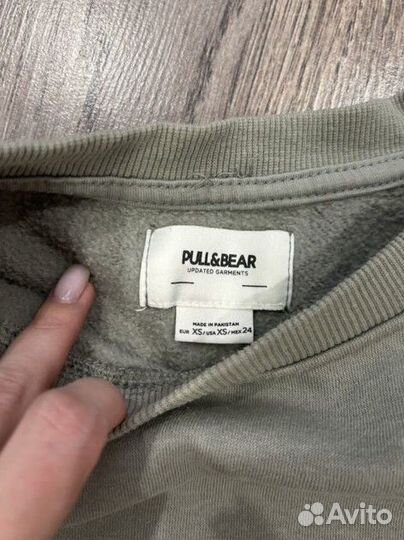 PULL&BEAR
UPDATED GARMENTS
MADE IN PAKISTAN
EUR XS/USA XS/MEX 24
Avito